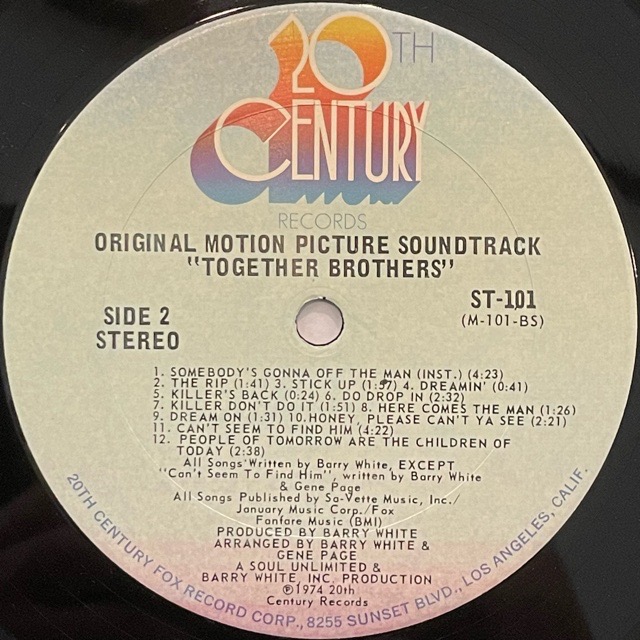 20TH
CENTURY
RECORDS
ORIGINAL MOTION PICTURE SOUNDTRACK
"TOGETHER BROTHERS"
SIDE 2
STEREO
ST-101
(M-101-BS)
1. SOMEBODY'S GONNA OFF THE MAN (INST.) (4:23)
2. THE RIP (1:41) 3. STICK UP (1:57) 4. DREAMIN' (0:41)
5. KILLER'S BACK (0:24) 6. DO DROP IN (2:32)
7. KILLER DON'T DO IT (1:51) 8. HERE COMES THE MAN (1:26)
9. DREAM ON (1:31) 10. HONEY, PLEASE CAN'T YA SEE (2:21)
11. CAN'T SEEM TO FIND HIM (4:22)
12. PEOPLE OF TOMORROW ARE THE CHILDREN OF
TODAY (2:38)
All Songs Written by Barry White, EXCEPT
"Can't Seem To Find Him", written by Barry White
& Gene Page
All Songs Published by Sa-Vette Music, Inc./
January Music Corp./Fox
Fanfare Music (BMI)
PRODUCED BY BARRY WHITE
ARRANGED BY BARRY WHITE &
GENE PAGE
A SOUL UNLIMITED &
BARRY WHITE, INC. PRODUCTION
℗1974 20th
Century Records
20TH CENTURY FOX RECORD CORP., 8255 SUNSET BLVD., LOS ANGELES, CALIF.